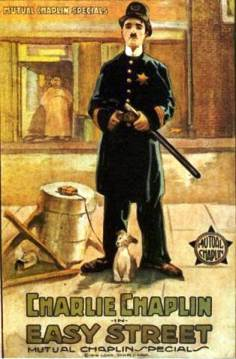 MUTUAL CHAPLIN SPECIALS
A
MUTUAL
CHAPLIN
CHARLIE CHAPLIN
-IN-
EASY STREET
MUTUAL CHAPLIN SPECIALS